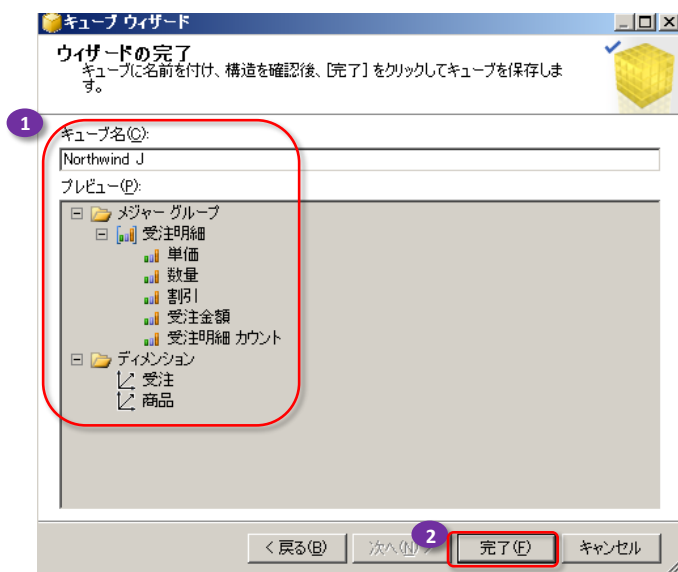 キューブ ウィザード
ウィザードの完了
キューブに名前を付け、構造を確認後、[完了] をクリックしてキューブを保存しま
す。
1
キューブ名(C):
Northwind J
プレビュー(P):
メジャー グループ
受注明細
単価
数量
割引
受注金額
受注明細 カウント
ディメンション
受注
商品
2
< 戻る(B)
次へ(N) >
完了(F)
キャンセル